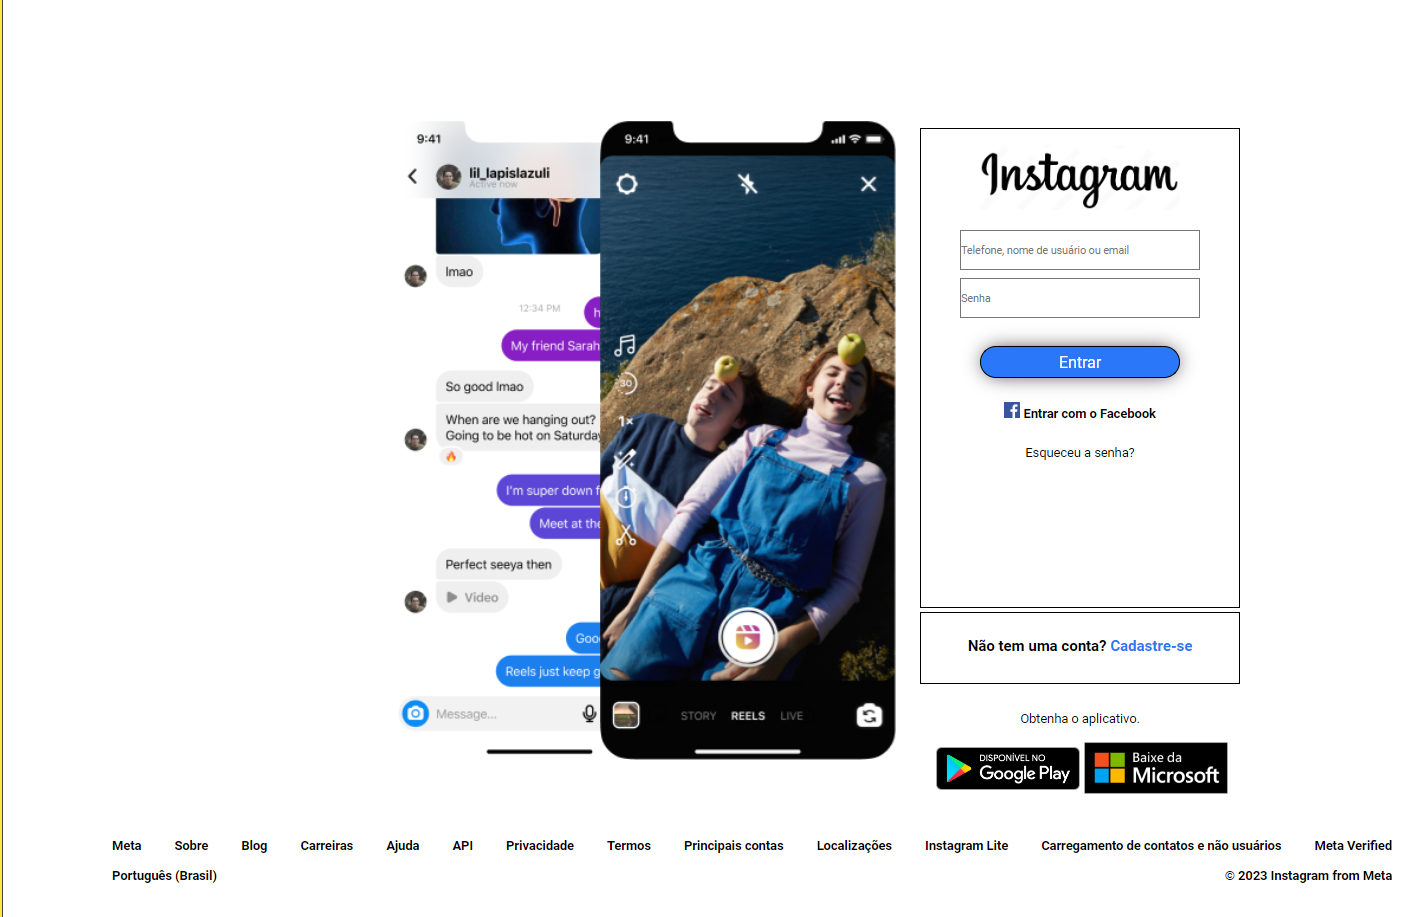 9:41
lil_lapislazuli
Active now
lmao
12:34 PM
h
My friend Sarah
So good lmao
When are we hanging out?
Going to be hot on Saturday
I'm super down f
Meet at the
Perfect seeya then
Video
Good
Reels just keep g
Message...
9:41
30
1x
STORY REELS LIVE
Instagram
Telefone, nome de usuário ou email
Senha
Entrar
Entrar com o Facebook
Esqueceu a senha?
Não tem uma conta? Cadastre-se
Obtenha o aplicativo.
DISPONÍVEL NO
Google Play
Baixe da
Microsoft
Meta Sobre Blog Carreiras Ajuda API Privacidade Termos Principais contas Localizações Instagram Lite Carregamento de contatos e não usuários Meta Verified
Português (Brasil) © 2023 Instagram from Meta